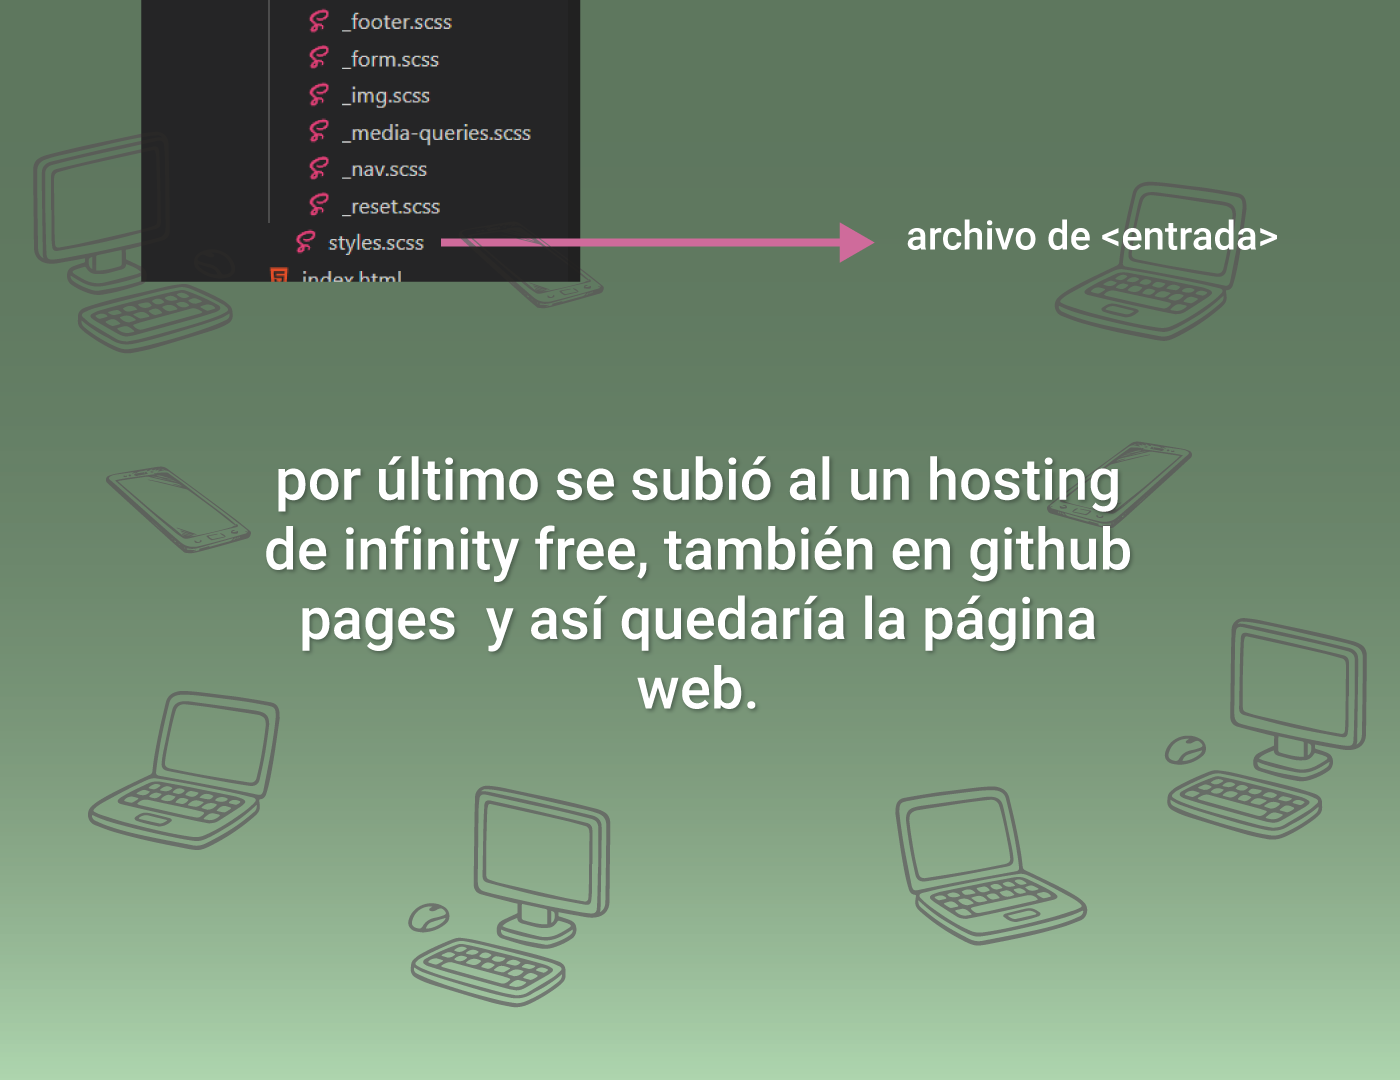 _footer.scss
_form.scss
_img.scss
_media-queries.scss
_nav.scss
_reset.scss
styles.scss
archivo de <entrada>
index.html
por último se subió al un hosting
de infinity free, también en github
pages  y así quedaría la página
web.